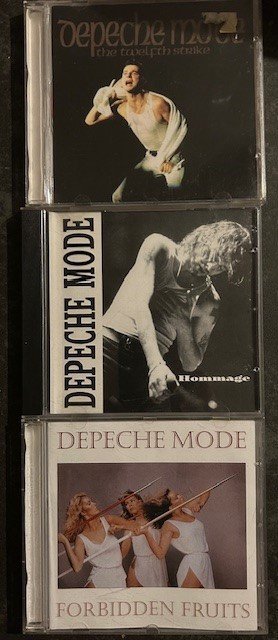 depeche mode
the twelfth strike
DEPECHE MODE
Hommage
DEPECHE MODE
FORBIDDEN FRUITS